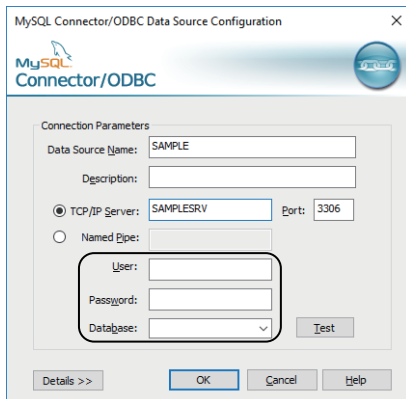 MySQL Connector/ODBC Data Source Configuration
MySQL
Connector/ODBC
Connection Parameters
Data Source Name: SAMPLE
Description:
TCP/IP Server: SAMPLESRV Port: 3306
Named Pipe:
User:
Password:
Database:
Test
Details >> OK Cancel Help